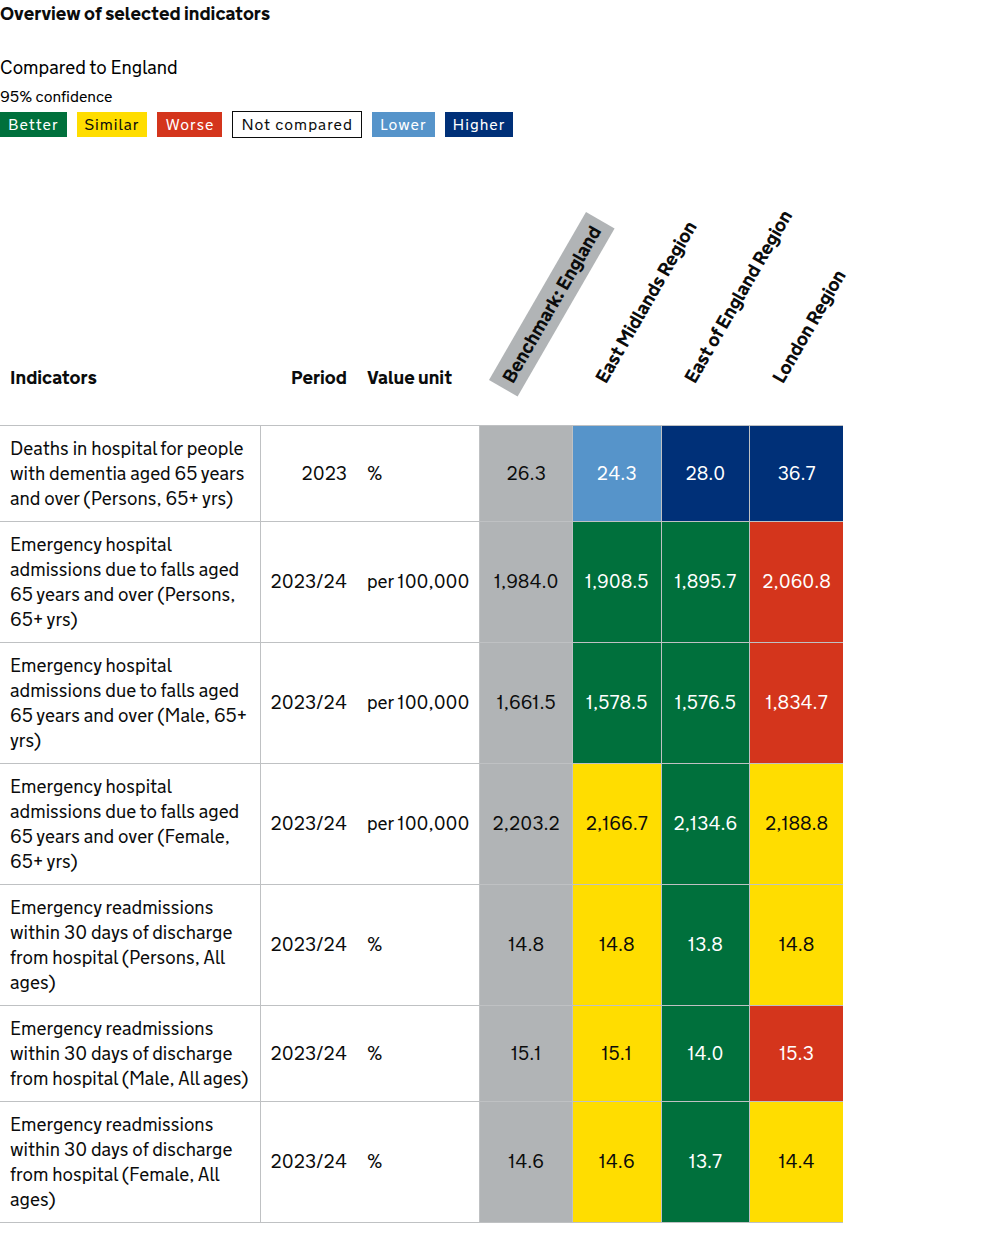 Overview of selected indicators
Compared to England
95% confidence
Better Similar Worse Not compared Lower Higher
Indicators Period Value unit Benchmark: England East Midlands Region East of England Region London Region
Deaths in hospital for people
with dementia aged 65 years
and over (Persons, 65+ yrs)
2023 % 26.3 24.3 28.0 36.7
Emergency hospital
admissions due to falls aged
65 years and over (Persons,
65+ yrs)
2023/24 per 100,000 1,984.0 1,908.5 1,895.7 2,060.8
Emergency hospital
admissions due to falls aged
65 years and over (Male, 65+
yrs)
2023/24 per 100,000 1,661.5 1,578.5 1,576.5 1,834.7
Emergency hospital
admissions due to falls aged
65 years and over (Female,
65+ yrs)
2023/24 per 100,000 2,203.2 2,166.7 2,134.6 2,188.8
Emergency readmissions
within 30 days of discharge
from hospital (Persons, All
ages)
2023/24 % 14.8 14.8 13.8 14.8
Emergency readmissions
within 30 days of discharge
from hospital (Male, All ages)
2023/24 % 15.1 15.1 14.0 15.3
Emergency readmissions
within 30 days of discharge
from hospital (Female, All
ages)
2023/24 % 14.6 14.6 13.7 14.4